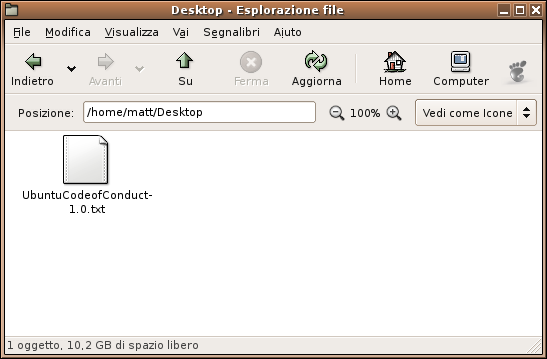 Desktop - Esplorazione file
File Modifica Visualizza Vai Segnalibri Aiuto
Indietro Avanti Su Ferma Aggiorna Home Computer
Posizione: /home/matt/Desktop 100% Vedi come Icone
UbuntuCodeofConduct-
1.0.txt
1 oggetto, 10,2 GB di spazio libero